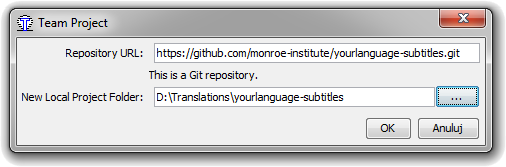 Team Project
Repository URL: https://github.com/monroe-institute/yourlanguage-subtitles.git
This is a Git repository.
New Local Project Folder: D:\Translations\yourlanguage-subtitles ...
OK Anuluj